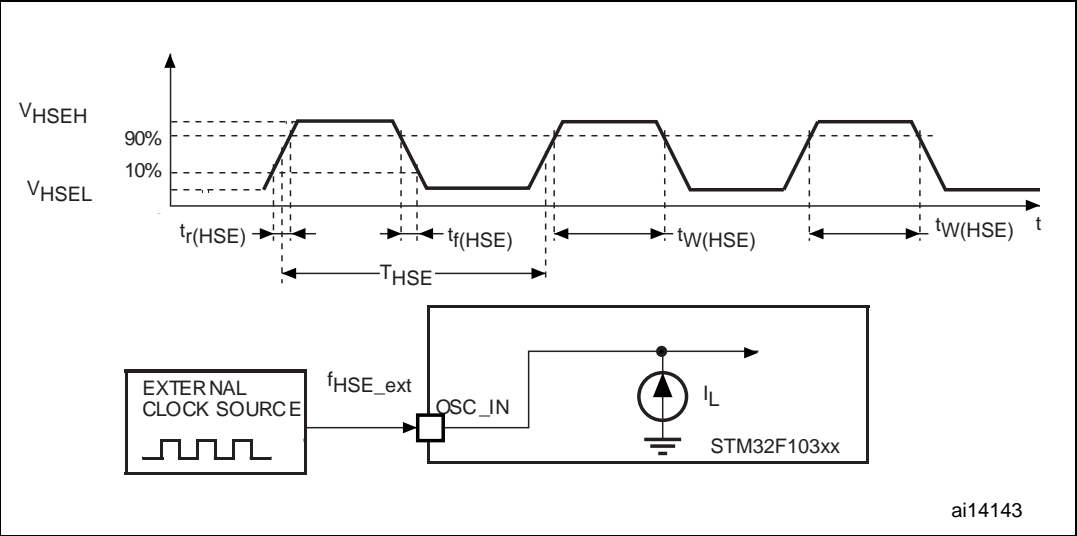 VHSEH
90%
10%
VHSEL
tr(HSE)
tf(HSE)
tW(HSE)
tW(HSE)
t
THSE
EXTERNAL
CLOCK SOURCE
fHSE_ext
OSC_IN
IL
STM32F103xx
ai14143